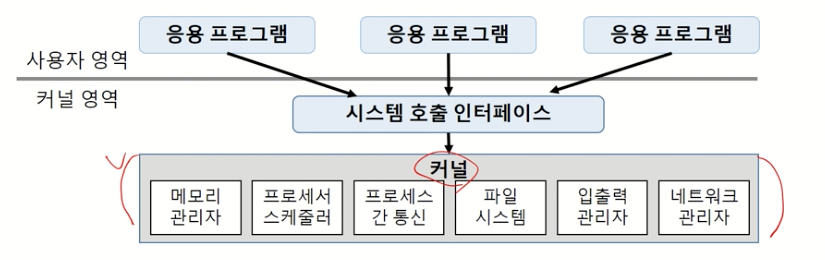 응용 프로그램
응용 프로그램
응용 프로그램
사용자 영역
커널 영역
시스템 호출 인터페이스
커널
메모리
관리자
프로세서
스케줄러
프로세스
간 통신
파일
시스템
입출력
관리자
네트워크
관리자